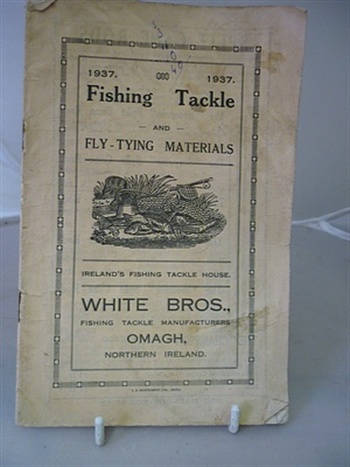 1937. 1937.
Fishing Tackle
— AND —
FLY-TYING MATERIALS
IRELAND'S FISHING TACKLE HOUSE.
WHITE BROS.,
FISHING TACKLE MANUFACTURERS
OMAGH,
NORTHERN IRELAND.